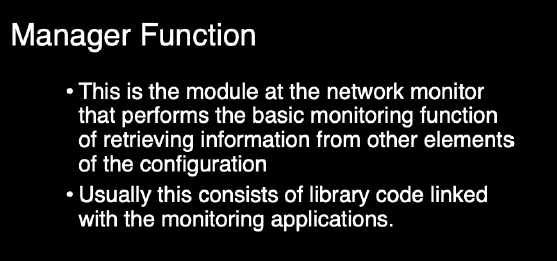 Manager Function
• This is the module at the network monitor
that performs the basic monitoring function
of retrieving information from other elements
of the configuration
• Usually this consists of library code linked
with the monitoring applications.